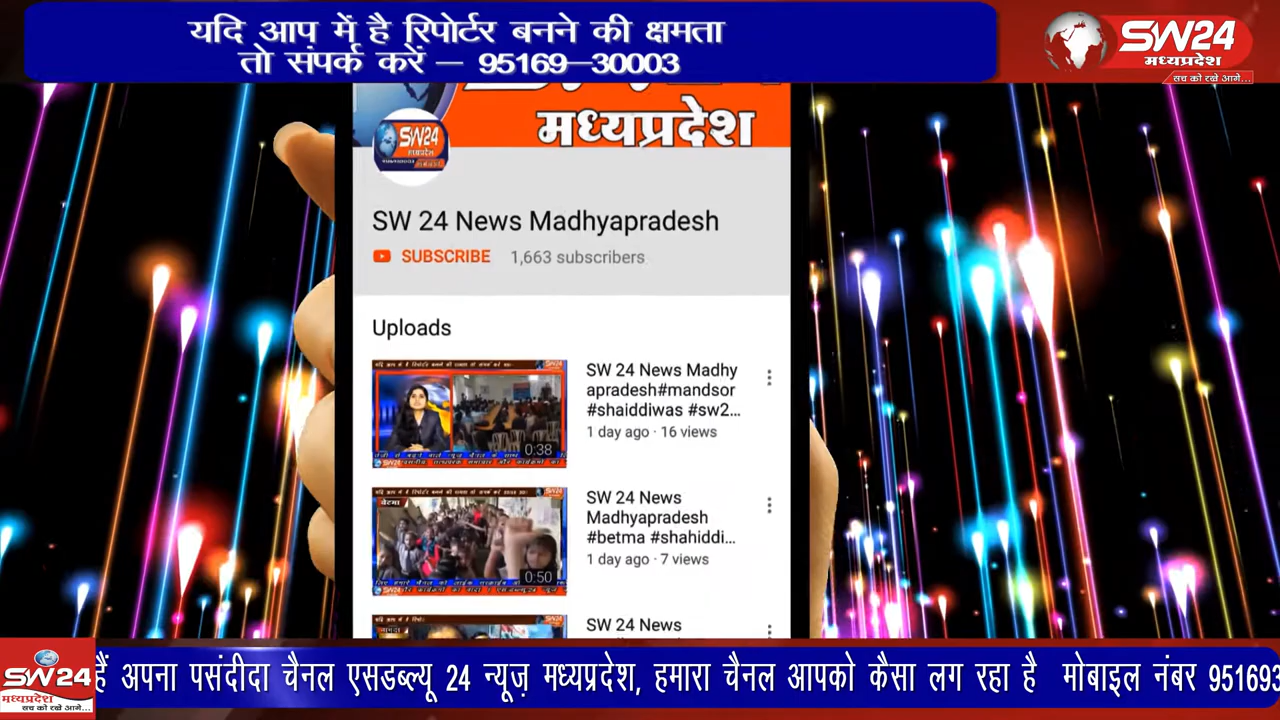 यदि आप में है रिपोर्टर बनने की क्षमता
तो संपर्क करें – 95169–30003
SW24
मध्यप्रदेश
सच को रखे आगे...
मध्यप्रदेश
SW24
SW 24 News Madhyapradesh
SUBSCRIBE 1,663 subscribers
Uploads
SW 24 News Madhy
apradesh#mandsor
#shaiddiwas #sw2...
1 day ago · 16 views
0:38
SW 24 News
Madhyapradesh
#betma #shahiddi...
1 day ago · 7 views
बेटमा
0:50
SW 24 News
SW24
मध्यप्रदेश
सच को रखे आगे...
हैं अपना पसंदीदा चैनल एसडब्ल्यू 24 न्यूज़ मध्यप्रदेश, हमारा चैनल आपको कैसा लग रहा है मोबाइल नंबर 951693